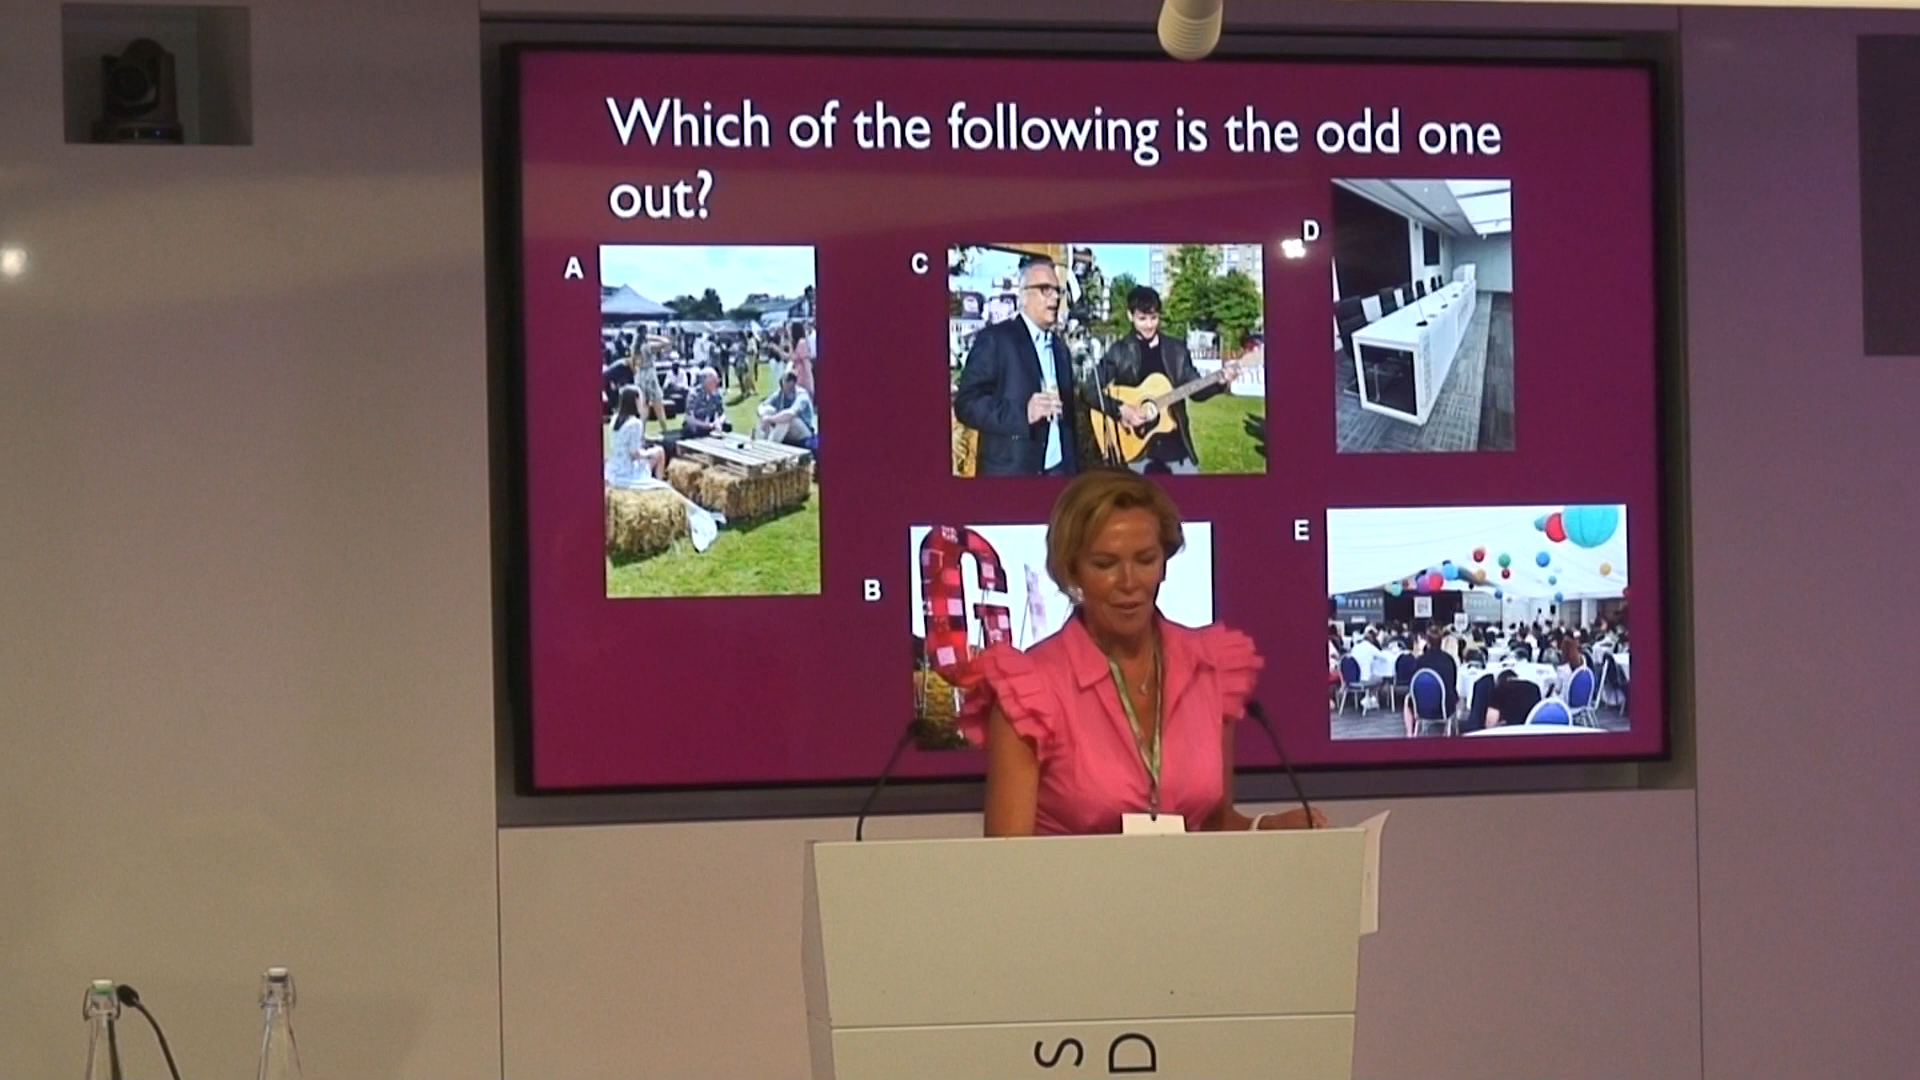 Which of the following is the odd one
out?
A
C
D
B
E
S
D